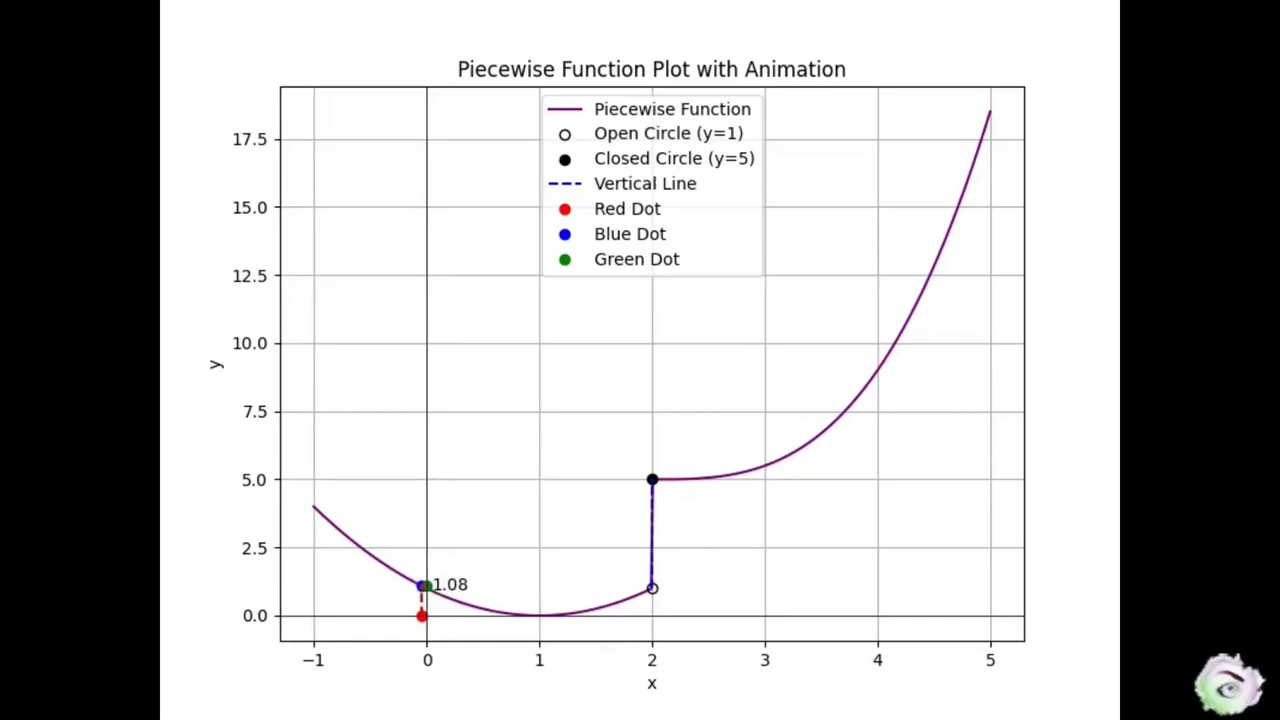 Piecewise Function Plot with Animation
Piecewise Function
Open Circle (y=1)
Closed Circle (y=5)
Vertical Line
Red Dot
Blue Dot
Green Dot
17.5
15.0
12.5
10.0
7.5
5.0
2.5
0.0
y
1.08
−1 0 1 2 3 4 5
x